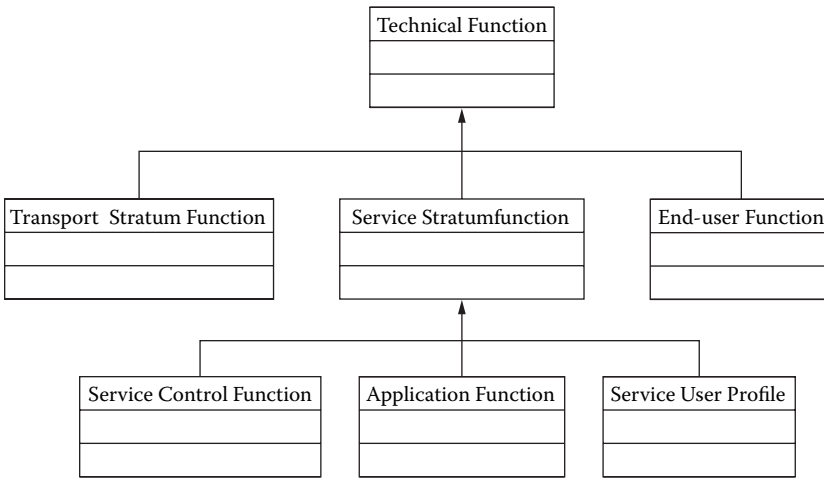 Technical Function
Transport Stratum Function
Service Stratumfunction
End-user Function
Service Control Function
Application Function
Service User Profile